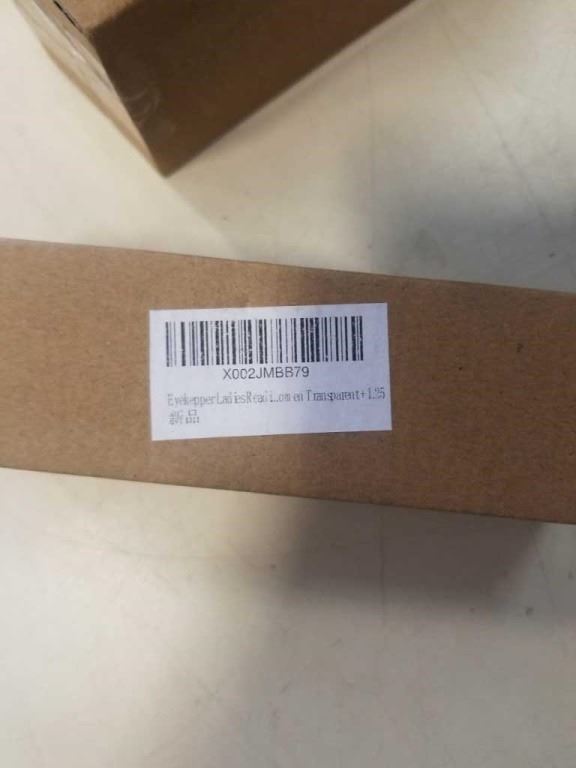 X002JMBB79
EyekepperLadiesReadi...omen Transparent+1.25
新品